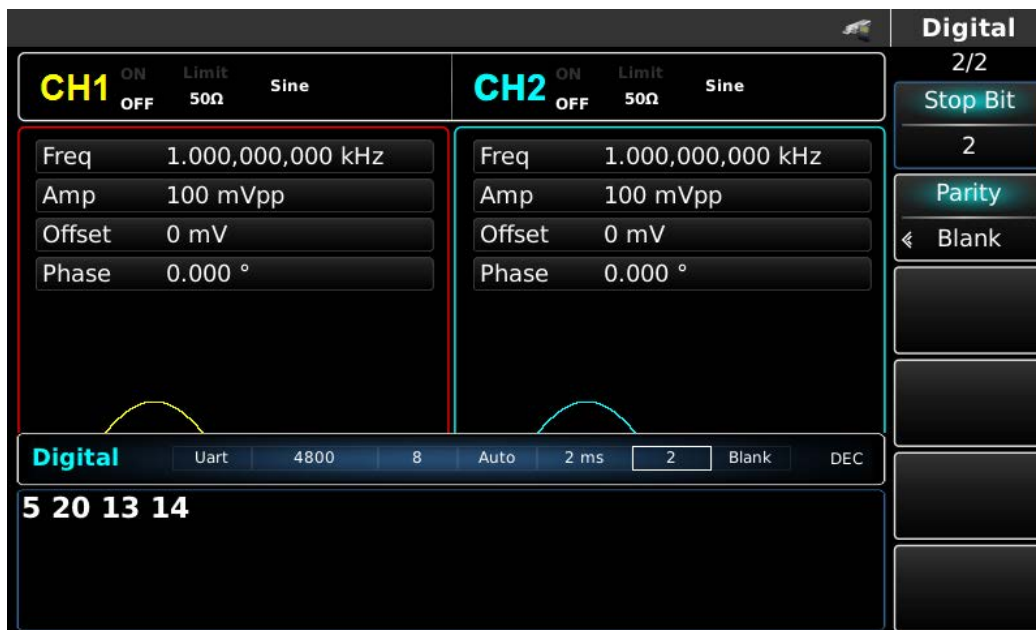 Digital
2/2
Stop Bit
2
Parity
Blank
CH1 ON OFF Limit 50Ω Sine
CH2 ON OFF Limit 50Ω Sine
Freq 1.000,000,000 kHz
Amp 100 mVpp
Offset 0 mV
Phase 0.000 °
Freq 1.000,000,000 kHz
Amp 100 mVpp
Offset 0 mV
Phase 0.000 °
Digital Uart 4800 8 Auto 2 ms 2 Blank DEC
5 20 13 14